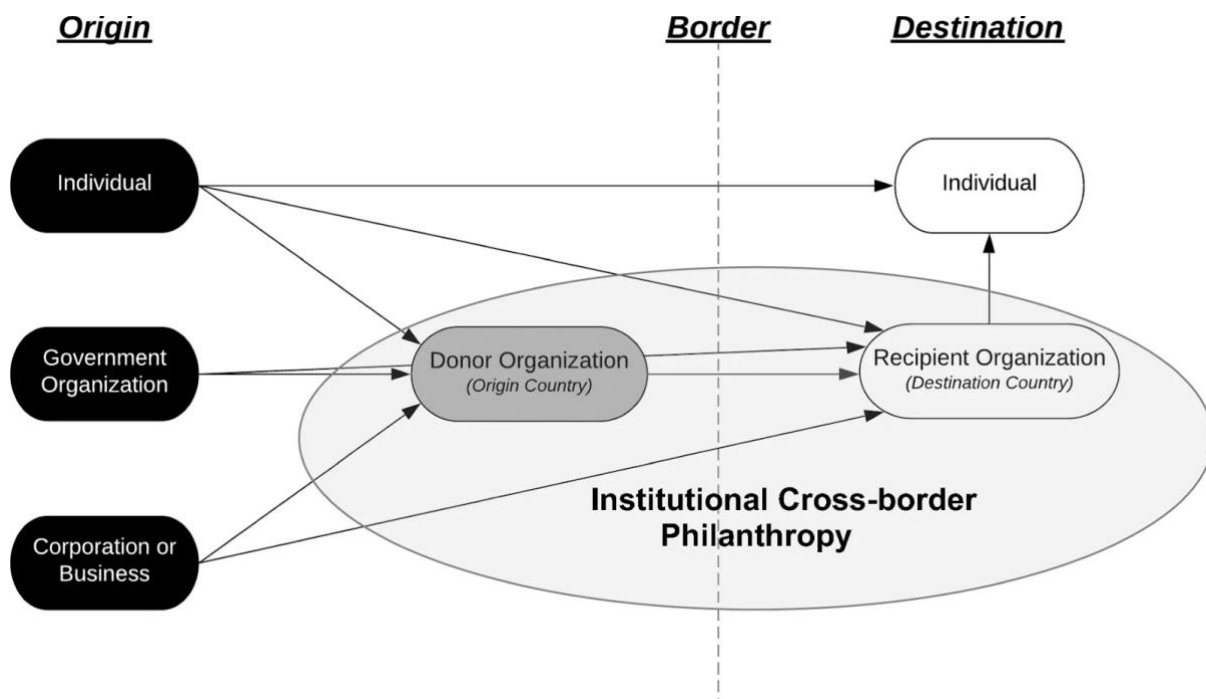 Origin
Border
Destination
Individual
Individual
Government
Organization
Donor Organization
(Origin Country)
Recipient Organization
(Destination Country)
Institutional Cross-border
Philanthropy
Corporation or
Business